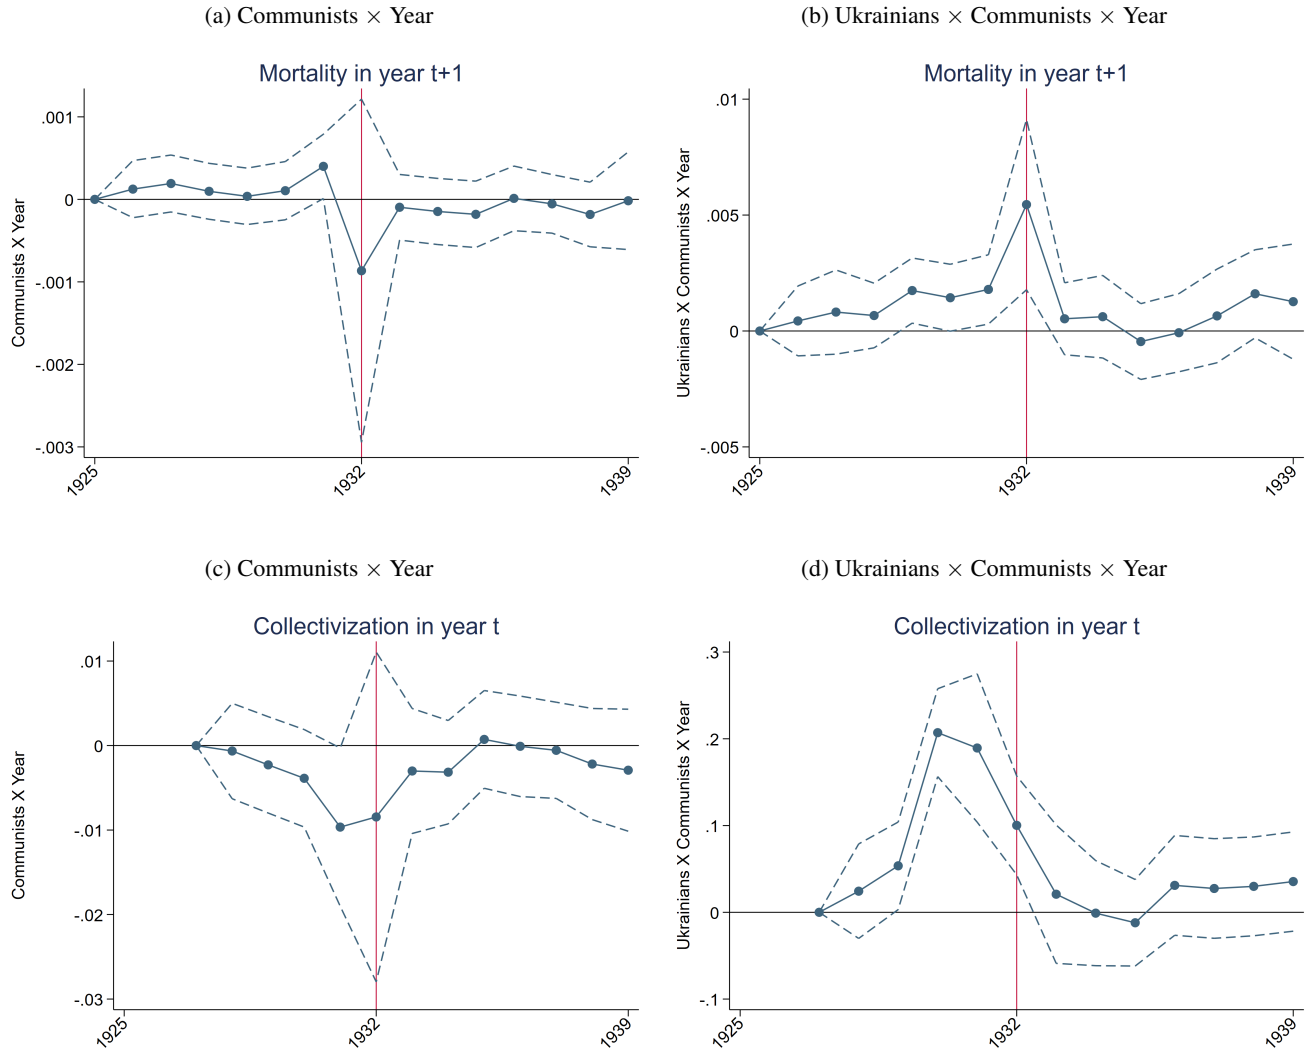 (a) Communists × Year
Mortality in year t+1
Communists X Year
.001
0
-.001
-.002
-.003
1925
1932
1939
(b) Ukrainians × Communists × Year
Mortality in year t+1
Ukrainians X Communists X Year
.01
.005
0
-.005
1925
1932
1939
(c) Communists × Year
Collectivization in year t
Communists X Year
.01
0
-.01
-.02
-.03
1925
1932
1939
(d) Ukrainians × Communists × Year
Collectivization in year t
Ukrainians X Communists X Year
.3
.2
.1
0
-.1
1925
1932
1939